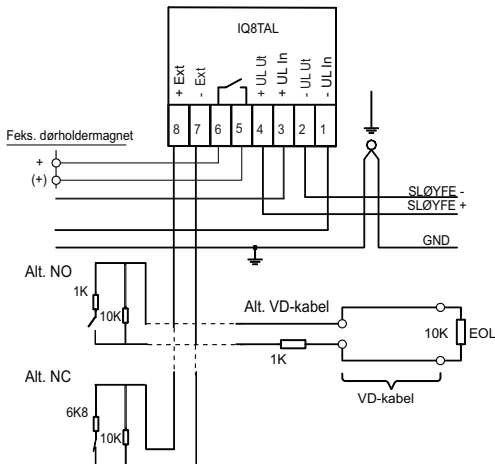 IQ8TAL
+ Ext
- Ext
+ UL Ut
+ UL In
- UL Ut
- UL In
8 7 6 5 4 3 2 1
Feks. dørholdermagnet
+
(+)
SLØYFE -
SLØYFE +
GND
Alt. NO
1K
10K
Alt. VD-kabel
1K
10K
EOL
VD-kabel
Alt. NC
6K8
10K